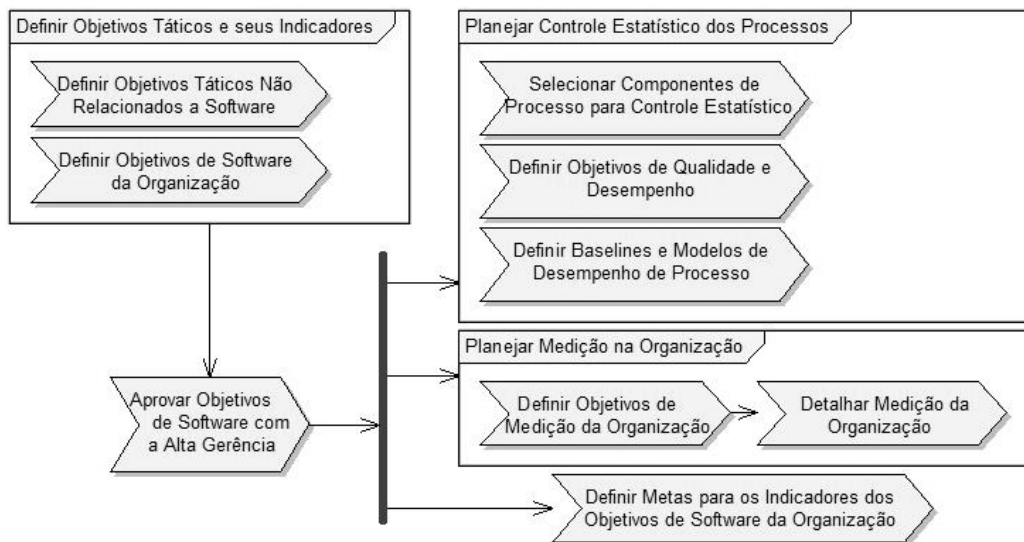 Definir Objetivos Táticos e seus Indicadores
Definir Objetivos Táticos Não
Relacionados a Software
Definir Objetivos de Software
da Organização
Aprovar Objetivos
de Software com
a Alta Gerência
Planejar Controle Estatístico dos Processos
Selecionar Componentes de
Processo para Controle Estatístico
Definir Objetivos de Qualidade e
Desempenho
Definir Baselines e Modelos de
Desempenho de Processo
Planejar Medição na Organização
Definir Objetivos de
Medição da Organização
Detalhar Medição da
Organização
Definir Metas para os Indicadores dos
Objetivos de Software da Organização